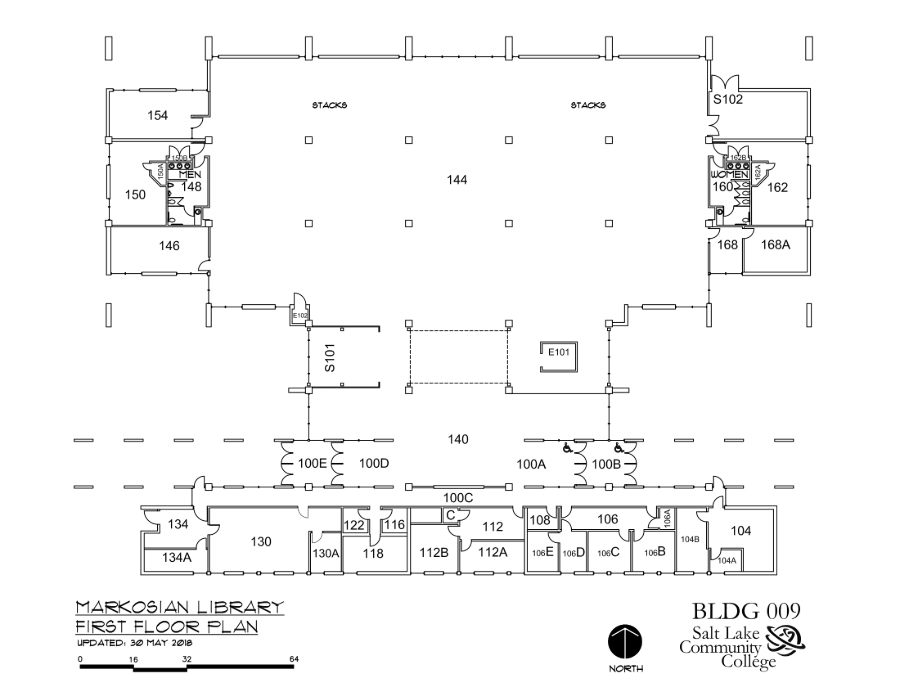 STACKS STACKS
S102
154
150B 162B
150A MEN WOMEN 162A
150 148 144 160 162
146 168 168A
E102
S101 E101
140
100E 100D 100A 100B
100C
134 122 116 C 112 108 106 106A 104
130
134A 130A 118 112B 112A 106E 106D 106C 106B 104B 104A
MARKOSIAN LIBRARY
FIRST FLOOR PLAN
UPDATED: 30 MAY 2018
0 16 32 64
NORTH
BLDG 009
Salt Lake
Community
College